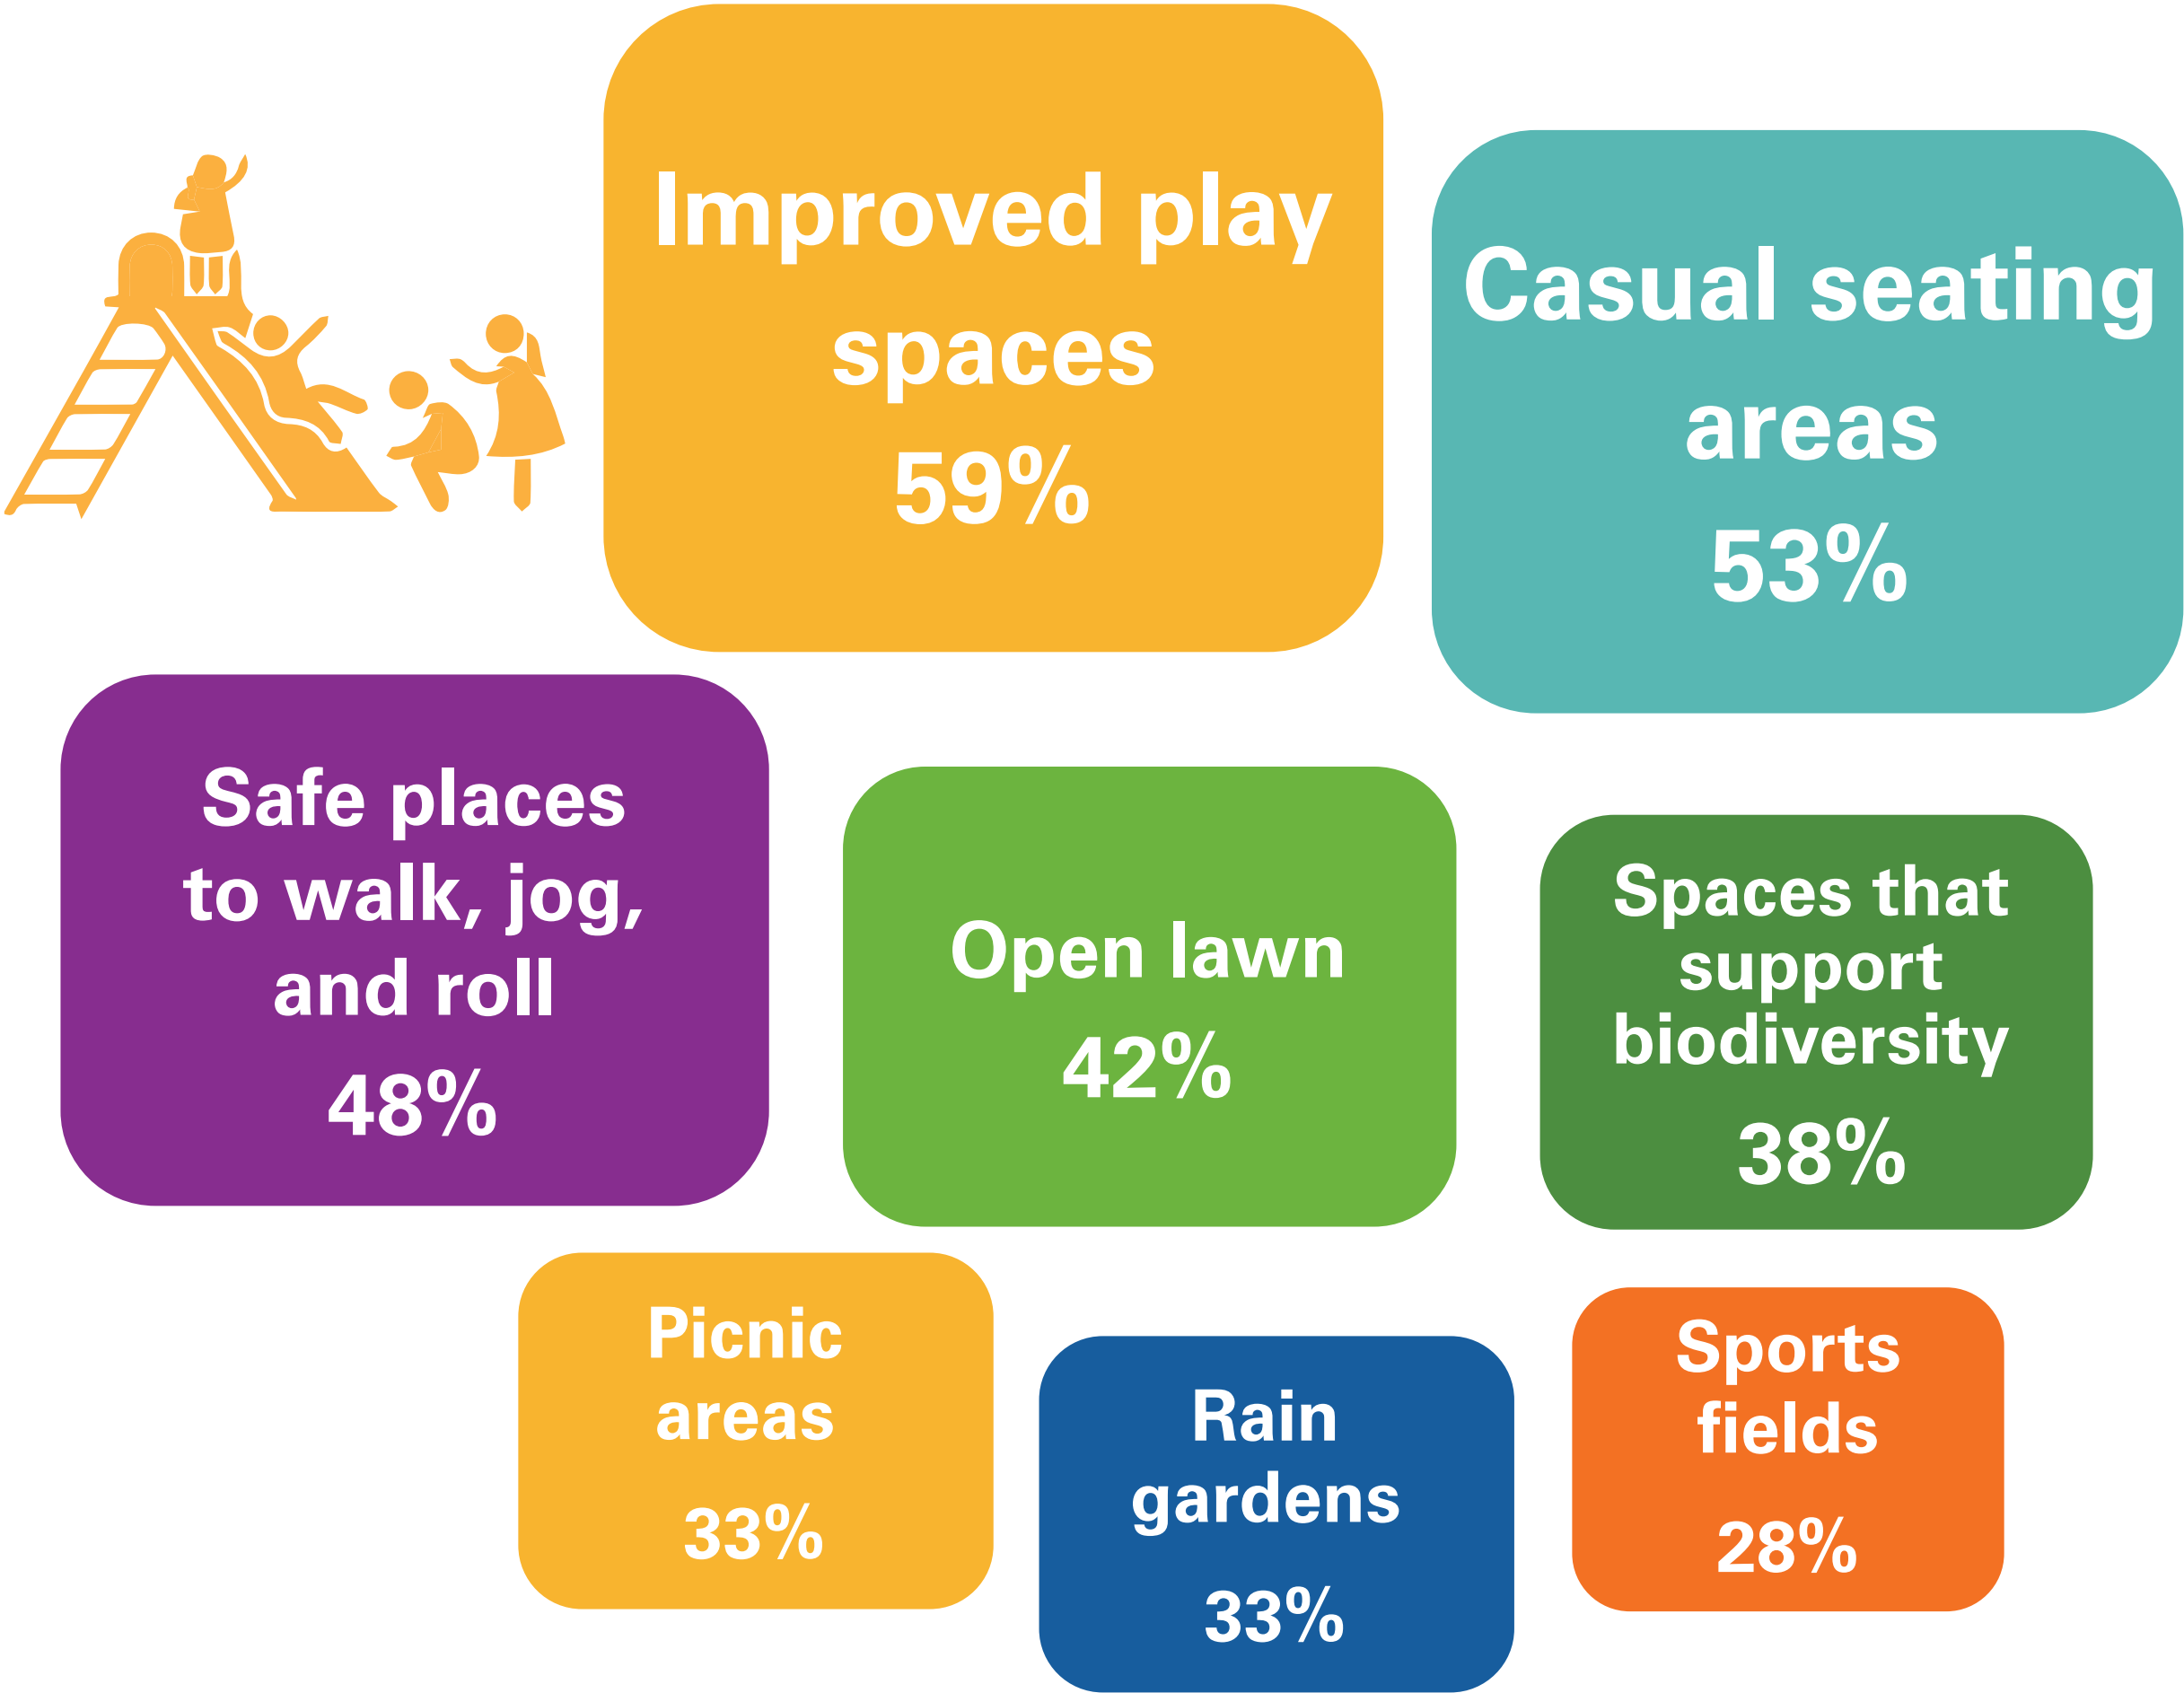 Improved play
spaces
59%
Casual seating
areas
53%
Safe places
to walk, jog,
and roll
48%
Open lawn
42%
Spaces that
support
biodiversity
38%
Picnic
areas
33%
Rain
gardens
33%
Sports
fields
28%